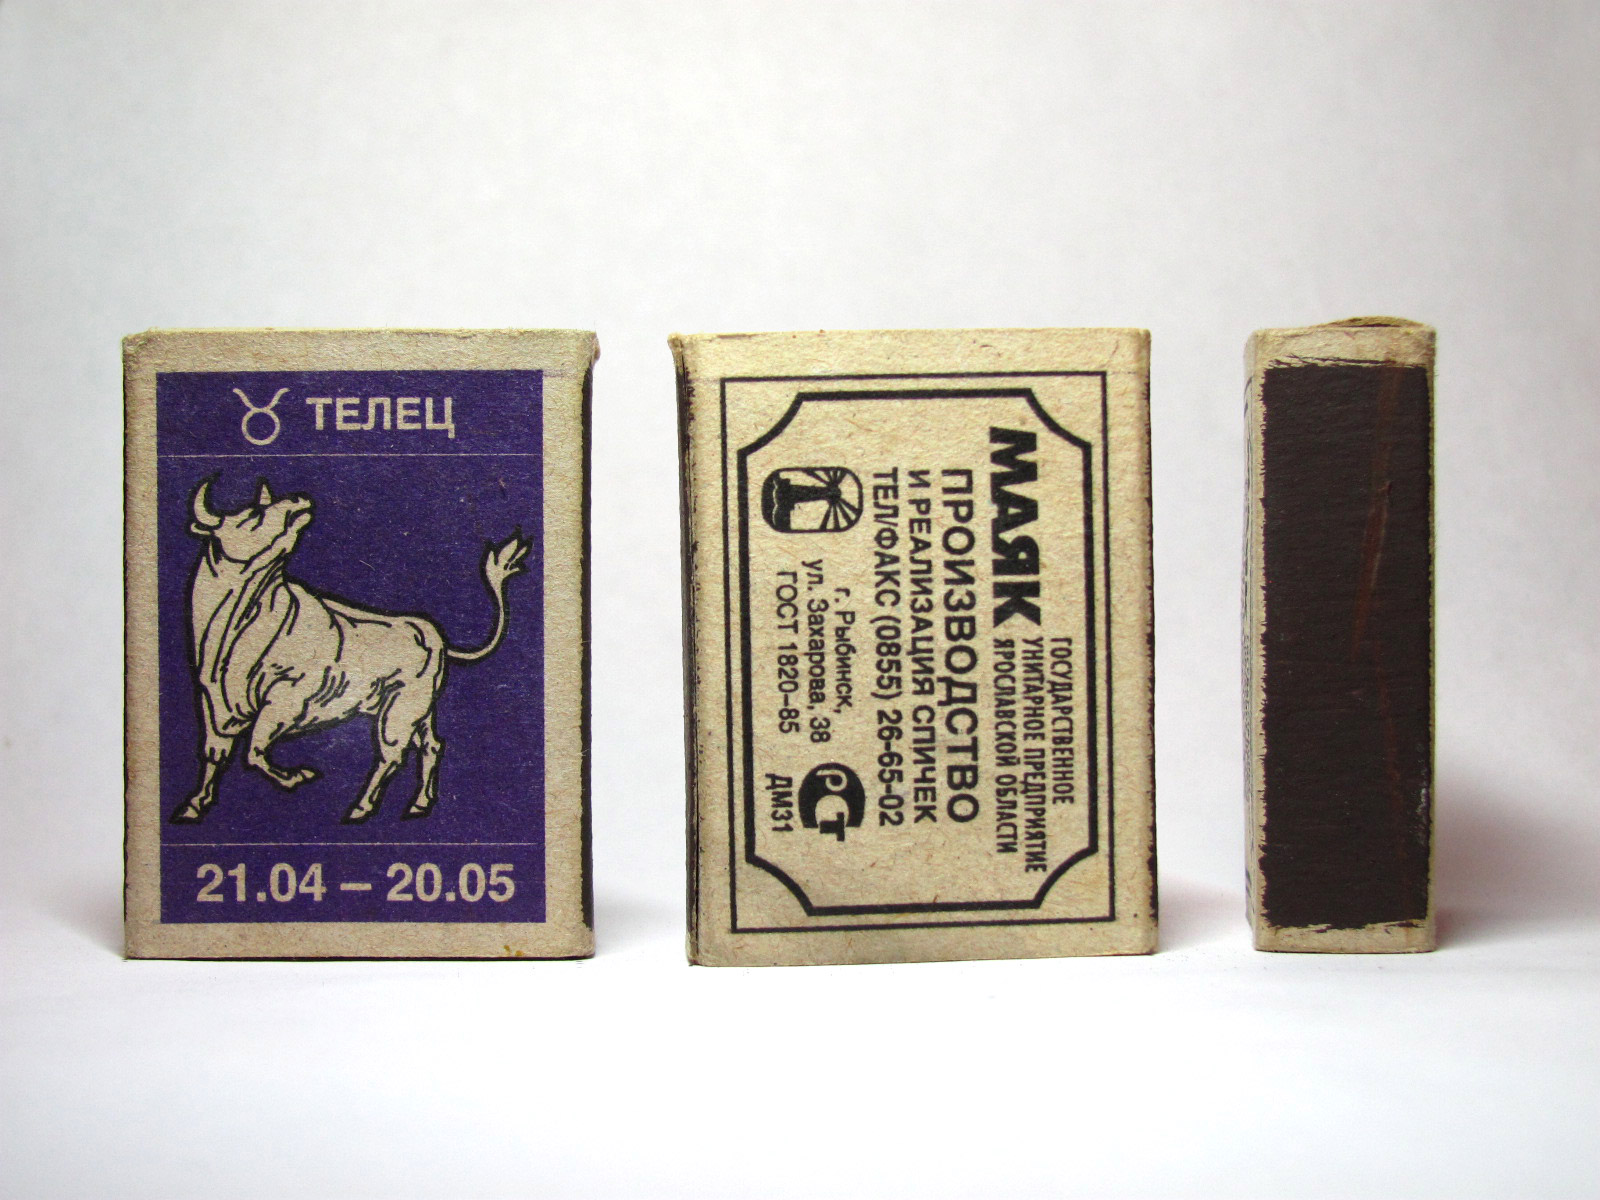 ♉ ТЕЛЕЦ
21.04 – 20.05
ГОСУДАРСТВЕННОЕ
УНИТАРНОЕ ПРЕДПРИЯТИЕ
МАЯК ЯРОСЛАВСКОЙ ОБЛАСТИ
ПРОИЗВОДСТВО
И РЕАЛИЗАЦИЯ СПИЧЕК
ТЕЛ/ФАКС (0855) 26-65-02
г. Рыбинск,
ул. Захарова, 38
ГОСТ 1820–85
РСТ
ДМ31